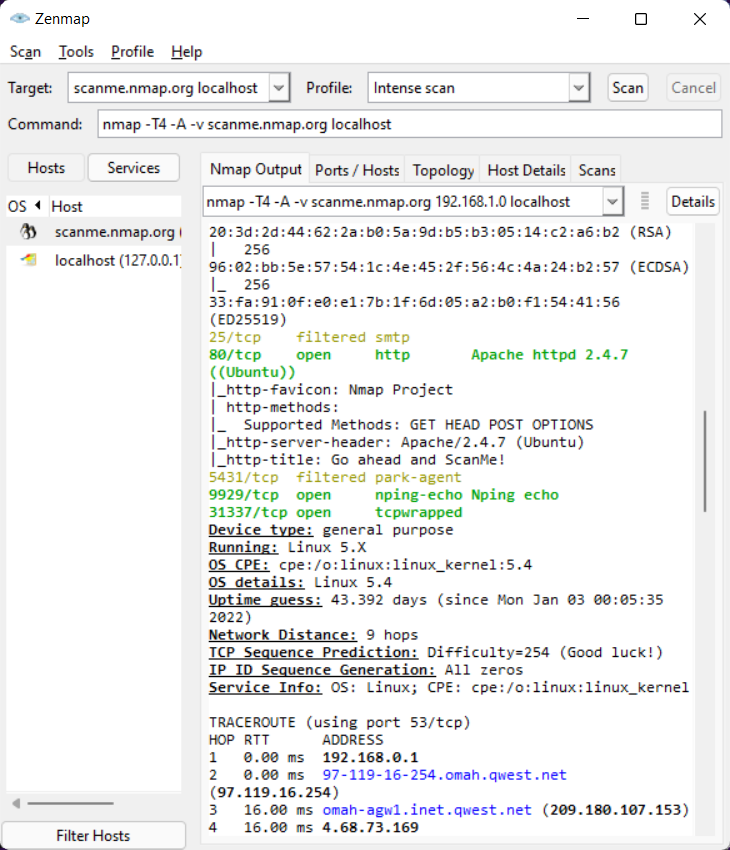 Zenmap
Scan Tools Profile Help
Target: scanme.nmap.org localhost Profile: Intense scan Scan Cancel
Command: nmap -T4 -A -v scanme.nmap.org localhost
Hosts Services
OS Host
scanme.nmap.org (
localhost (127.0.0.1)
Filter Hosts
Nmap Output Ports / Hosts Topology Host Details Scans
nmap -T4 -A -v scanme.nmap.org 192.168.1.0 localhost Details
20:3d:2d:44:62:2a:b0:5a:9d:b5:b3:05:14:c2:a6:b2 (RSA)
|   256
96:02:bb:5e:57:54:1c:4e:45:2f:56:4c:4a:24:b2:57 (ECDSA)
|_  256
33:fa:91:0f:e0:e1:7b:1f:6d:05:a2:b0:f1:54:41:56
(ED25519)
25/tcp    filtered smtp
80/tcp    open     http       Apache httpd 2.4.7
((Ubuntu))
|_http-favicon: Nmap Project
| http-methods:
|_  Supported Methods: GET HEAD POST OPTIONS
|_http-server-header: Apache/2.4.7 (Ubuntu)
|_http-title: Go ahead and ScanMe!
5431/tcp  filtered park-agent
9929/tcp  open     nping-echo Nping echo
31337/tcp open     tcpwrapped
Device type: general purpose
Running: Linux 5.X
OS CPE: cpe:/o:linux:linux_kernel:5.4
OS details: Linux 5.4
Uptime guess: 43.392 days (since Mon Jan 03 00:05:35
2022)
Network Distance: 9 hops
TCP Sequence Prediction: Difficulty=254 (Good luck!)
IP ID Sequence Generation: All zeros
Service Info: OS: Linux; CPE: cpe:/o:linux:linux_kernel
TRACEROUTE (using port 53/tcp)
HOP RTT      ADDRESS
1   0.00 ms  192.168.0.1
2   0.00 ms  97-119-16-254.omah.qwest.net
(97.119.16.254)
3   16.00 ms omah-agw1.inet.qwest.net (209.180.107.153)
4   16.00 ms 4.68.73.169